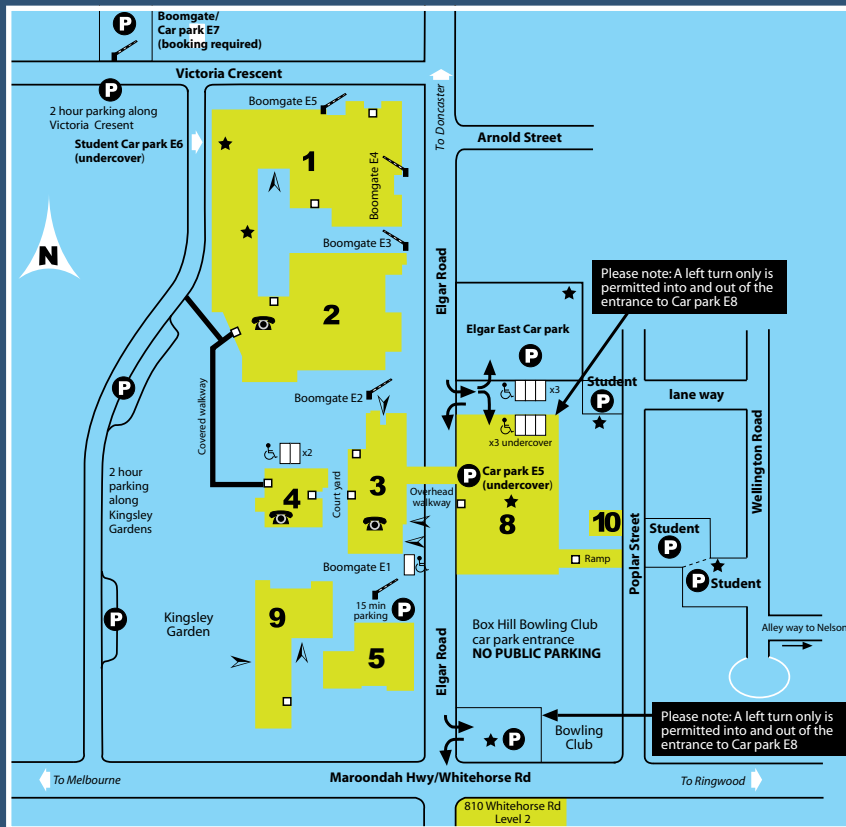 P
Boomgate/
Car park E7
(booking required)
Victoria Crescent
P
2 hour parking along
Victoria Cresent
Student Car park E6
(undercover)
Boomgate E5
1
Boomgate E4
To Doncaster
Arnold Street
N
Boomgate E3
Elgar Road
Please note: A left turn only is
permitted into and out of the
entrance to Car park E8
2
Elgar East Car park
P
Student
P
x3
lane way
Wellington Road
Boomgate E2
x3 undercover
P
Covered walkway
x2
2 hour
parking
along
Kingsley
Gardens
4
Court yard
3
Overhead
walkway
P
Car park E5
(undercover)
8
10
Poplar Street
Student
P
P
Student
Ramp
Boomgate E1
15 min
parking
P
P
Kingsley
Garden
9
5
Elgar Road
Box Hill Bowling Club
car park entrance
NO PUBLIC PARKING
Alley way to Nelson
Please note: A left turn only is
permitted into and out of the
entrance to Car park E8
P
Bowling
Club
To Melbourne
Maroondah Hwy/Whitehorse Rd
To Ringwood
810 Whitehorse Rd
Level 2